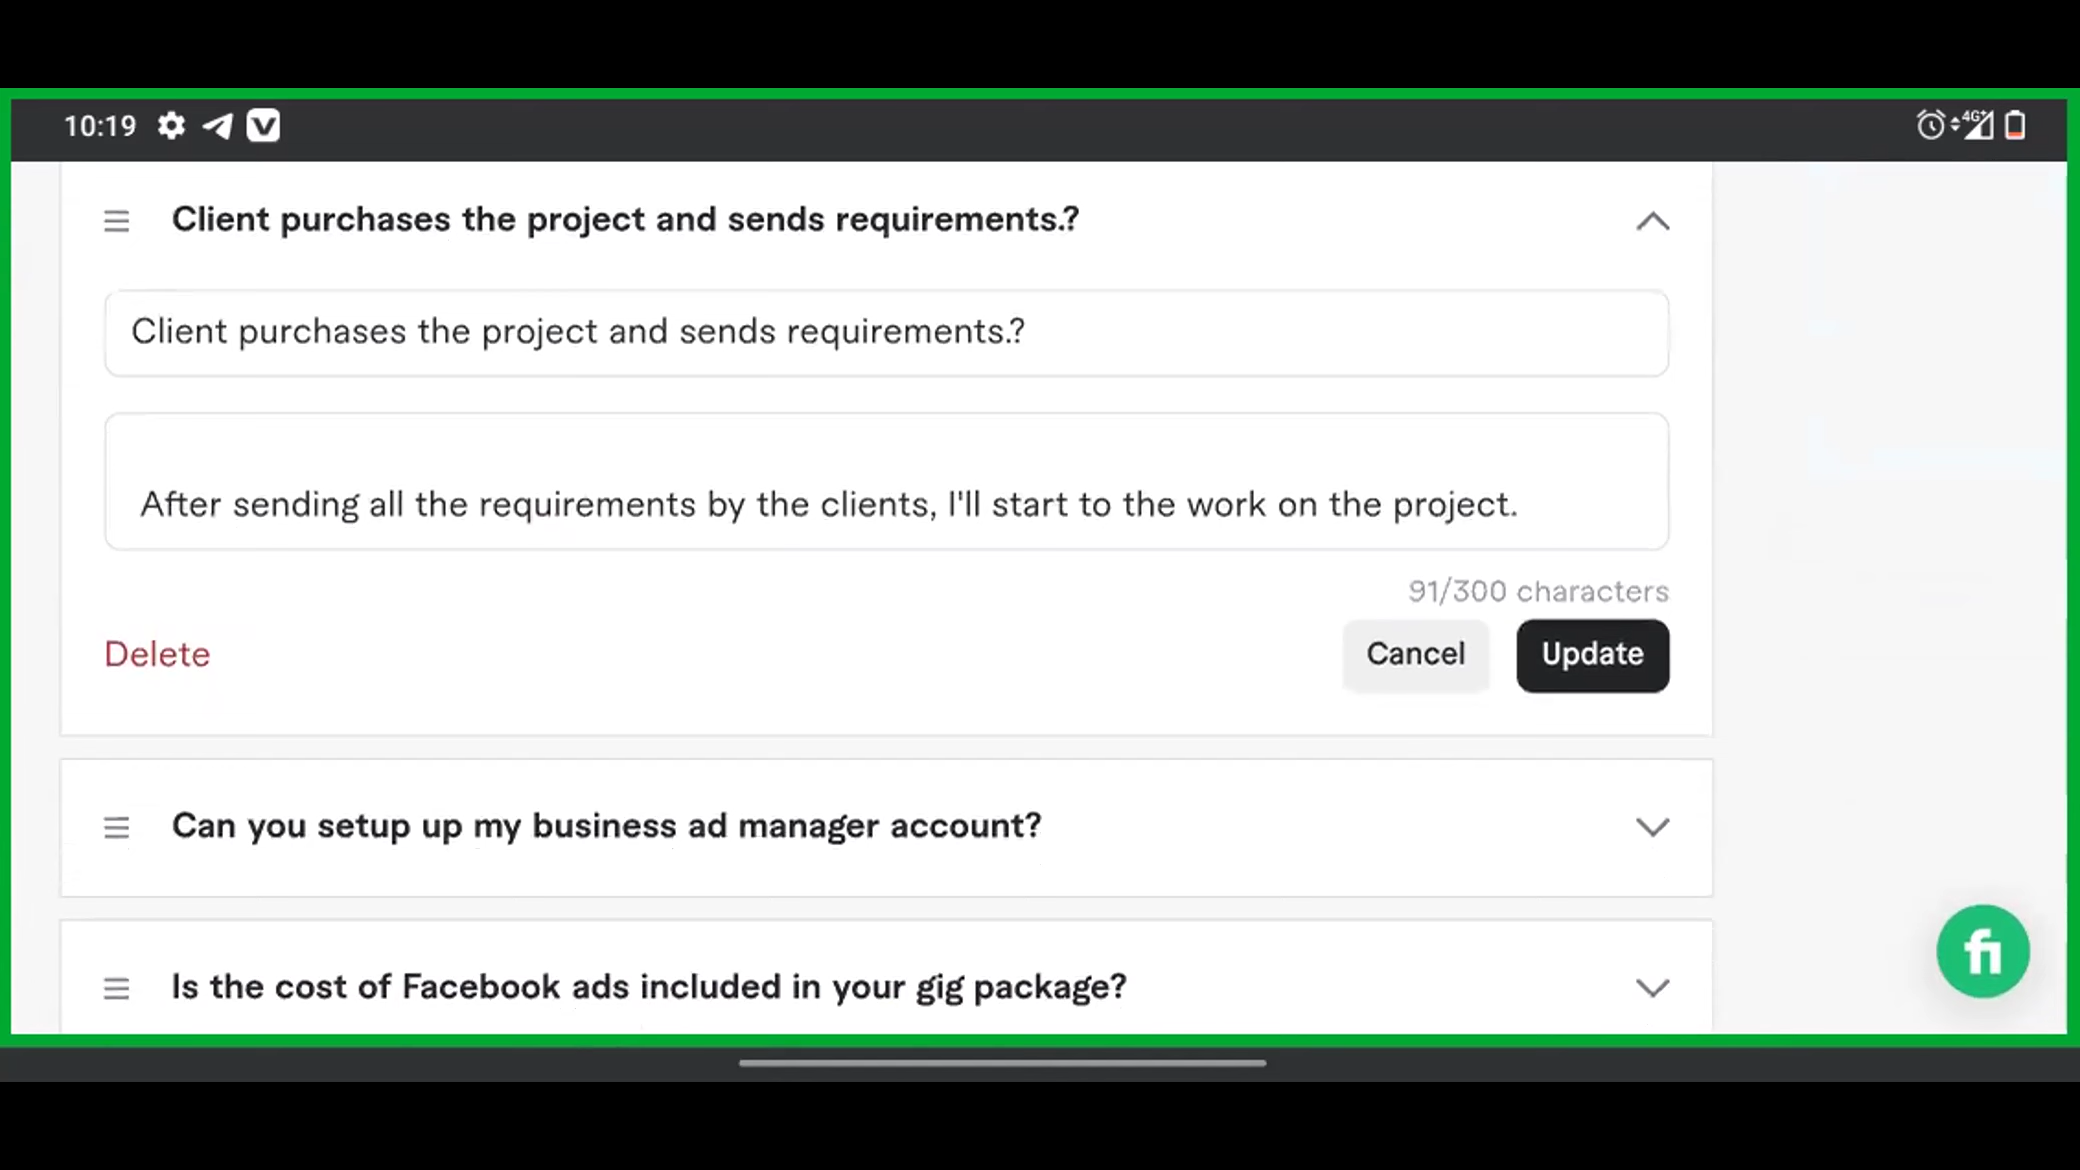 10:19
4G+
Client purchases the project and sends requirements.?
Client purchases the project and sends requirements.?
After sending all the requirements by the clients, I'll start to the work on the project.
91/300 characters
Delete
Cancel
Update
Can you setup up my business ad manager account?
Is the cost of Facebook ads included in your gig package?
fi